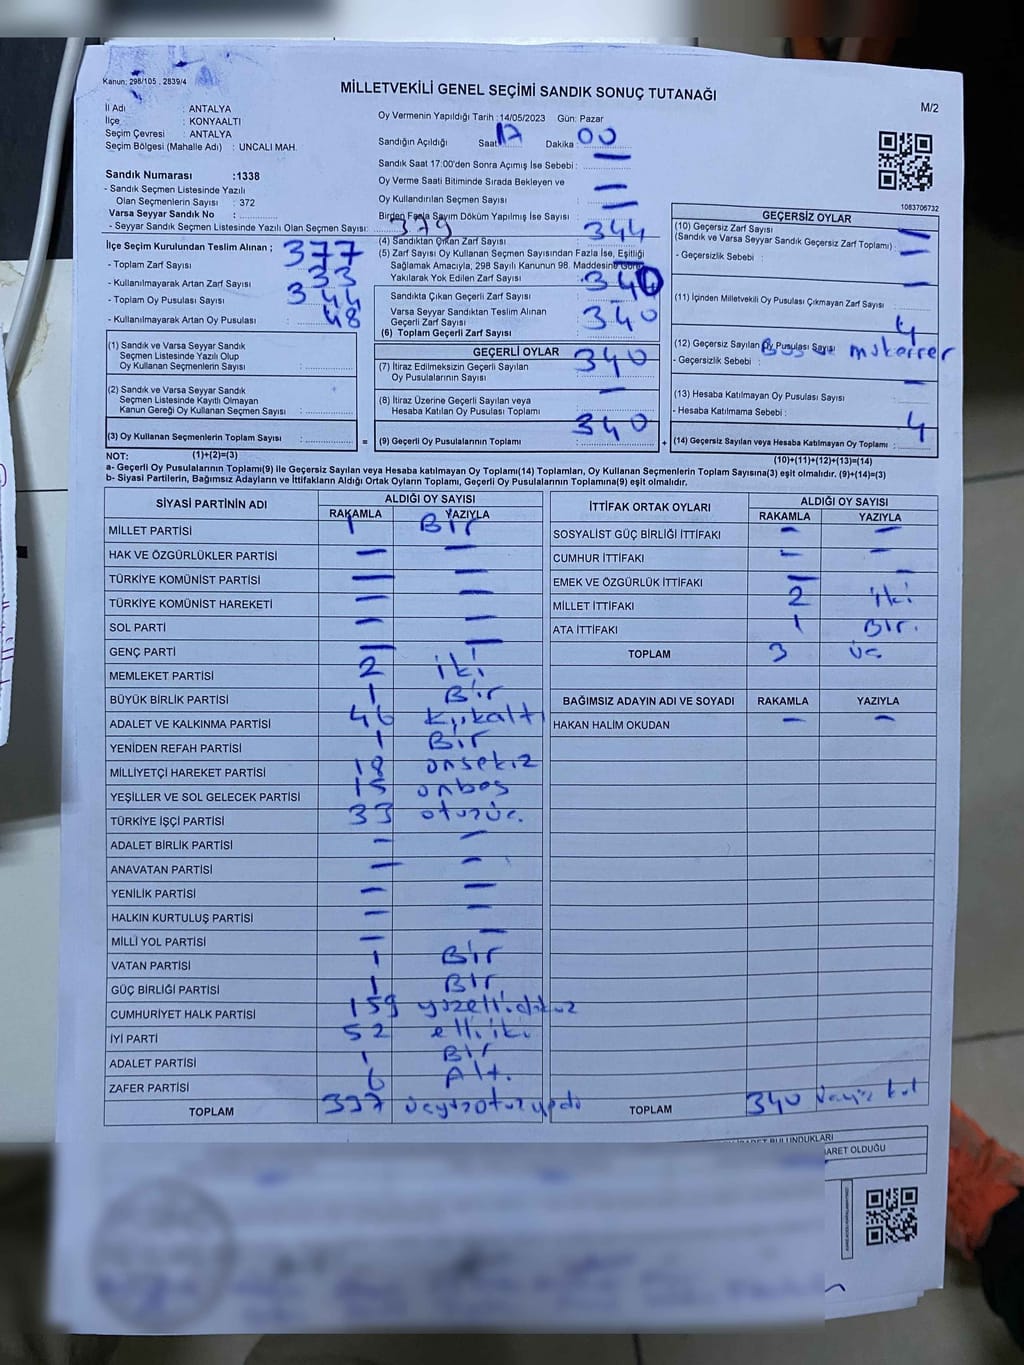 Kanun: 298/105 , 2839/4
MİLLETVEKİLİ GENEL SEÇİMİ SANDIK SONUÇ TUTANAĞI
M/2
İl Adı : ANTALYA
İlçe : KONYAALTI
Seçim Çevresi : ANTALYA
Seçim Bölgesi (Mahalle Adı) : UNCALI MAH.
Sandık Numarası :1338
- Sandık Seçmen Listesinde Yazılı
Olan Seçmenlerin Sayısı : 372
Varsa Seyyar Sandık No :
- Seyyar Sandık Seçmen Listesinde Yazılı Olan Seçmen Sayısı: 379
İlçe Seçim Kurulundan Teslim Alınan ;
- Toplam Zarf Sayısı 377
- Kullanılmayarak Artan Zarf Sayısı 33
- Toplam Oy Pusulası Sayısı 344
- Kullanılmayarak Artan Oy Pusulası 48
(1) Sandık ve Varsa Seyyar Sandık
Seçmen Listesinde Yazılı Olup
Oy Kullanan Seçmenlerin Sayısı :
(2) Sandık ve Varsa Seyyar Sandık
Seçmen Listesinde Kayıtlı Olmayan
Kanun Gereği Oy Kullanan Seçmen Sayısı :
(3) Oy Kullanan Seçmenlerin Toplam Sayısı :
(1)+(2)=(3)
Oy Vermenin Yapıldığı Tarih :14/05/2023 Gün: Pazar
Sandığın Açıldığı Saat 17 Dakika : 00
Sandık Saat 17:00'den Sonra Açımış İse Sebebi : —
Oy Verme Saati Bitiminde Sırada Bekleyen ve
Oy Kullandırılan Seçmen Sayısı —
Birden Fazla Sayım Döküm Yapılmış İse Sayısı —
(4) Sandıktan Çıkan Zarf Sayısı 344
(5) Zarf Sayısı Oy Kullanan Seçmen Sayısından Fazla İse, Eşitliği
Sağlamak Amacıyla, 298 Sayılı Kanunun 98. Maddesine Göre
Yakılarak Yok Edilen Zarf Sayısı —
Sandıkta Çıkan Geçerli Zarf Sayısı 340
Varsa Seyyar Sandıktan Teslim Alınan
Geçerli Zarf Sayısı —
(6) Toplam Geçerli Zarf Sayısı 340
GEÇERLİ OYLAR
(7) İtiraz Edilmeksizin Geçerli Sayılan
Oy Pusulalarının Sayısı 340
(8) İtiraz Üzerine Geçerli Sayılan veya
Hesaba Katılan Oy Pusulası Toplamı —
= (9) Geçerli Oy Pusulalarının Toplamı 340
1083706732
GEÇERSİZ OYLAR
(10) Geçersiz Zarf Sayısı
(Sandık ve Varsa Seyyar Sandık Geçersiz Zarf Toplamı) : —
- Geçersizlik Sebebi : —
(11) İçinden Milletvekili Oy Pusulası Çıkmayan Zarf Sayısı —
(12) Geçersiz Sayılan Oy Pusulası Sayısı 4
- Geçersizlik Sebebi : Boş ve mükerrer
(13) Hesaba Katılmayan Oy Pusulası Sayısı —
- Hesaba Katılmama Sebebi :
+ (14) Geçersiz Sayılan veya Hesaba Katılmayan Oy Toplamı 4
(10)+(11)+(12)+(13)=(14)
NOT:
a- Geçerli Oy Pusulalarının Toplamı(9) ile Geçersiz Sayılan veya Hesaba katılmayan Oy Toplamı(14) Toplamları, Oy Kullanan Seçmenlerin Toplam Sayısına(3) eşit olmalıdır. (9)+(14)=(3)
b- Siyasi Partilerin, Bağımsız Adayların ve İttifakların Aldığı Ortak Oyların Toplamı, Geçerli Oy Pusulalarının Toplamına(9) eşit olmalıdır.
SİYASİ PARTİNİN ADI ALDIĞI OY SAYISI
RAKAMLA YAZIYLA
MİLLET PARTİSİ 1 Bir
HAK VE ÖZGÜRLÜKLER PARTİSİ — —
TÜRKİYE KOMÜNİST PARTİSİ — —
TÜRKİYE KOMÜNİST HAREKETİ — —
SOL PARTİ — —
GENÇ PARTİ — —
MEMLEKET PARTİSİ 2 iki
BÜYÜK BİRLİK PARTİSİ 1 Bir
ADALET VE KALKINMA PARTİSİ 46 Kırkaltı
YENİDEN REFAH PARTİSİ 1 Bir
MİLLİYETÇİ HAREKET PARTİSİ 18 onsekiz
YEŞİLLER VE SOL GELECEK PARTİSİ 15 onbeş
TÜRKİYE İŞÇİ PARTİSİ 33 otuzüç.
ADALET BİRLİK PARTİSİ — —
ANAVATAN PARTİSİ — —
YENİLİK PARTİSİ — —
HALKIN KURTULUŞ PARTİSİ — —
MİLLİ YOL PARTİSİ — —
VATAN PARTİSİ 1 Bir
GÜÇ BİRLİĞİ PARTİSİ 1 Bir
CUMHURİYET HALK PARTİSİ 159 yüzellidokuz
İYİ PARTİ 52 elliiki
ADALET PARTİSİ 1 Bir
ZAFER PARTİSİ 6 Altı
TOPLAM 337 üçyüzotuzyedi
İTTİFAK ORTAK OYLARI ALDIĞI OY SAYISI
RAKAMLA YAZIYLA
SOSYALİST GÜÇ BİRLİĞİ İTTİFAKI — —
CUMHUR İTTİFAKI — —
EMEK VE ÖZGÜRLÜK İTTİFAKI — —
MİLLET İTTİFAKI 2 iki
ATA İTTİFAKI 1 Bir.
TOPLAM 3 üç
BAĞIMSIZ ADAYIN ADI VE SOYADI RAKAMLA YAZIYLA
HAKAN HALİM OKUDAN — —
TOPLAM 340
BULUNDUKLARI
OLDUĞU